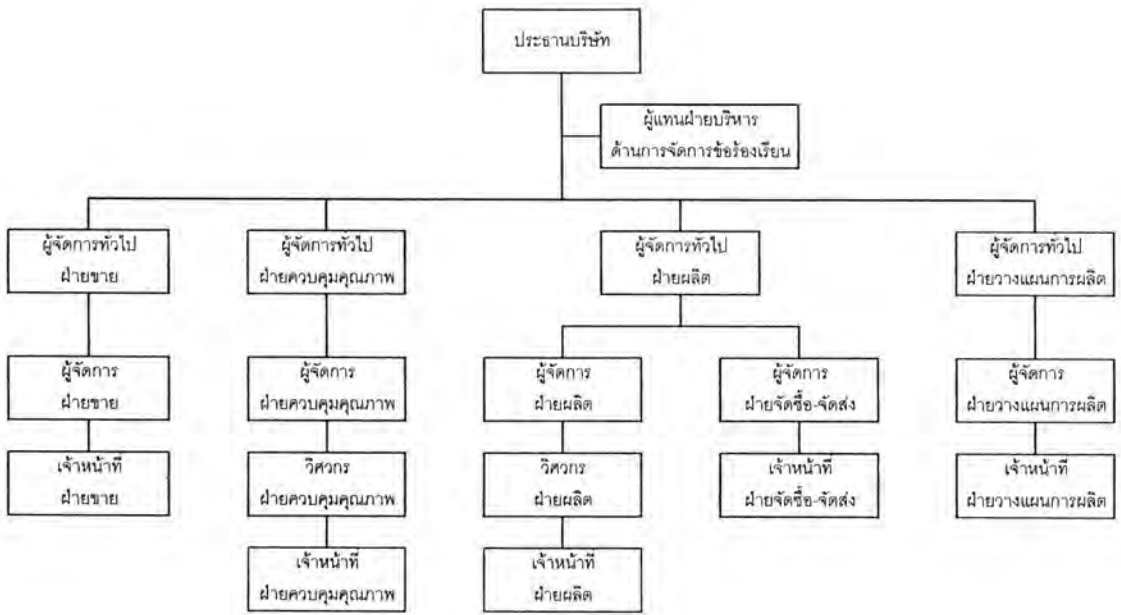 ประธานบริษัท
ผู้แทนฝ่ายบริหาร
ด้านการจัดการข้อร้องเรียน
ผู้จัดการทั่วไป
ฝ่ายขาย
ผู้จัดการทั่วไป
ฝ่ายควบคุมคุณภาพ
ผู้จัดการทั่วไป
ฝ่ายผลิต
ผู้จัดการทั่วไป
ฝ่ายวางแผนการผลิต
ผู้จัดการ
ฝ่ายขาย
ผู้จัดการ
ฝ่ายควบคุมคุณภาพ
ผู้จัดการ
ฝ่ายผลิต
ผู้จัดการ
ฝ่ายจัดซื้อ-จัดส่ง
ผู้จัดการ
ฝ่ายวางแผนการผลิต
เจ้าหน้าที่
ฝ่ายขาย
วิศวกร
ฝ่ายควบคุมคุณภาพ
วิศวกร
ฝ่ายผลิต
เจ้าหน้าที่
ฝ่ายจัดซื้อ-จัดส่ง
เจ้าหน้าที่
ฝ่ายวางแผนการผลิต
เจ้าหน้าที่
ฝ่ายควบคุมคุณภาพ
เจ้าหน้าที่
ฝ่ายผลิต